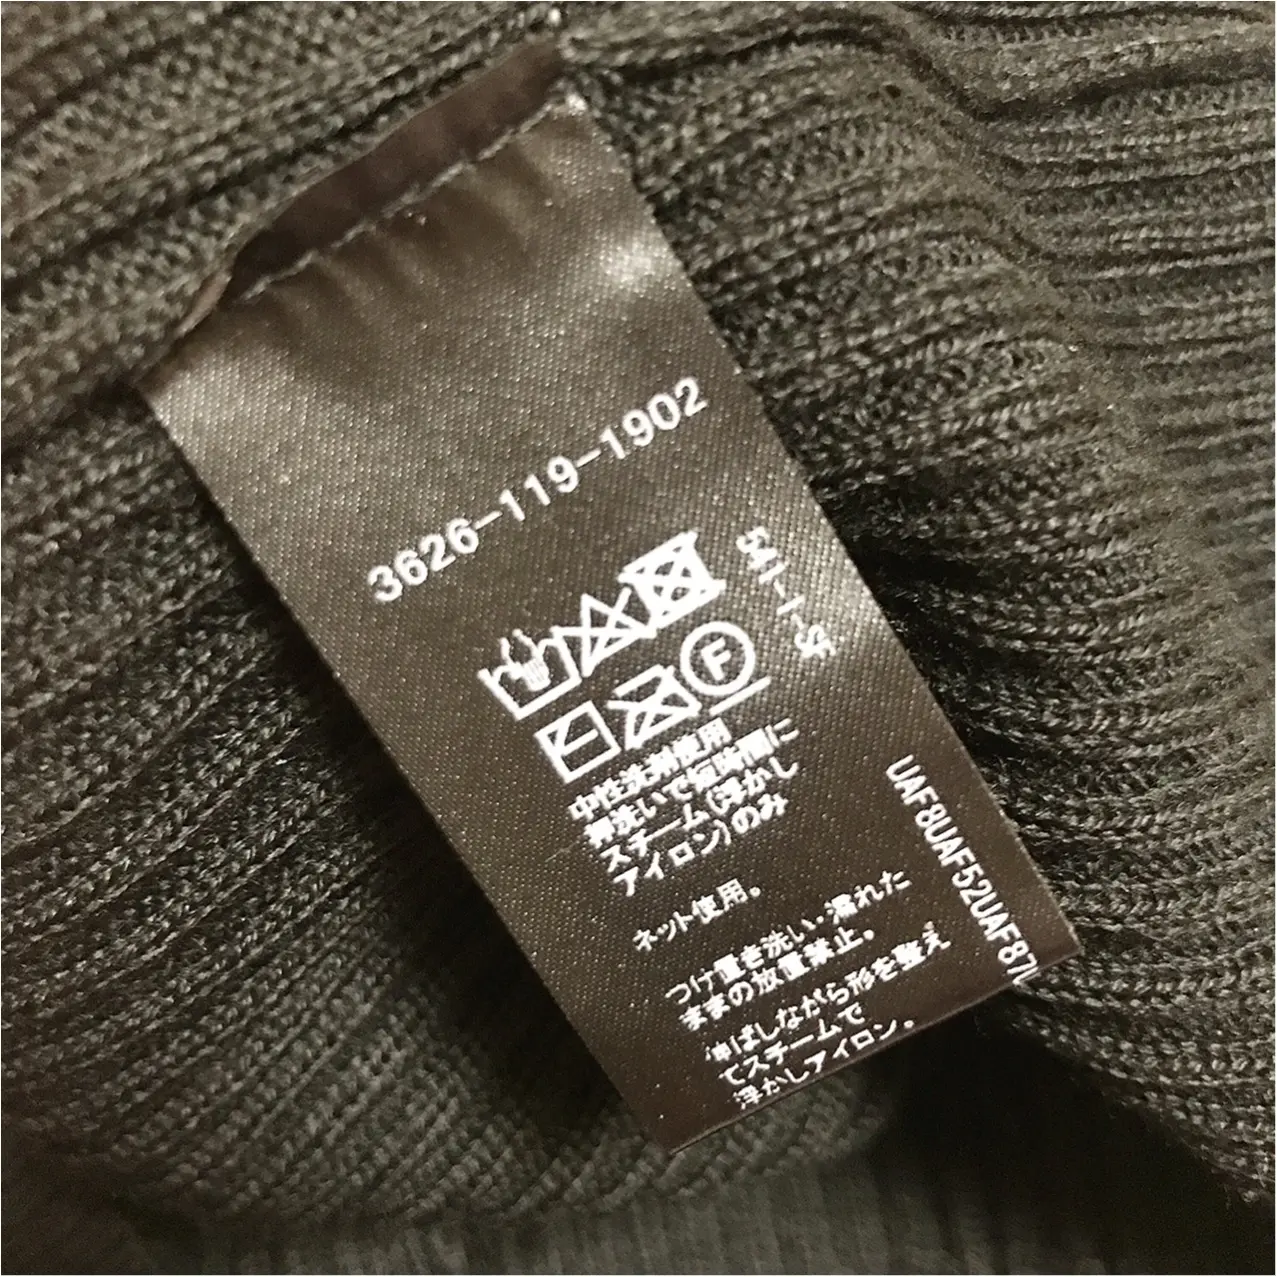 3626-119-1902
F
中性洗剤使用
押洗いで短時間に
スチーム(浮かし
アイロン)のみ
ネット使用。
つけ置き洗い・濡れた
ままの放置禁止。
伸ばしながら形を整え
てスチームで
浮かしアイロン。
UAF8UAF52UAF87